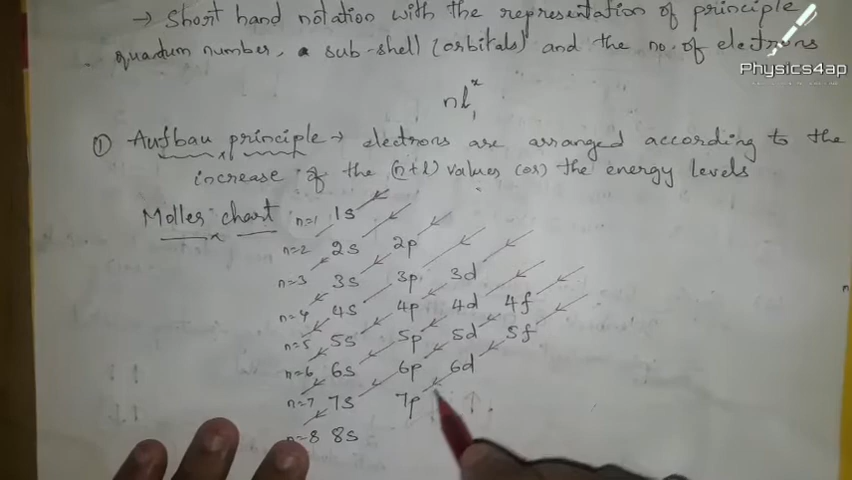 → Short hand notation with the representation of principle
quantum number, a sub-shell (orbitals) and the no. of electrons
Physics4ap
nl^x
① Aufbau principle → electrons are arranged according to the
increase of the (n+l) values (or) the energy levels
Moller chart
n=1 1s
n=2 2s 2p
n=3 3s 3p 3d
n=4 4s 4p 4d 4f
n=5 5s 5p 5d 5f
n=6 6s 6p 6d
n=7 7s 7p
n=8 8s